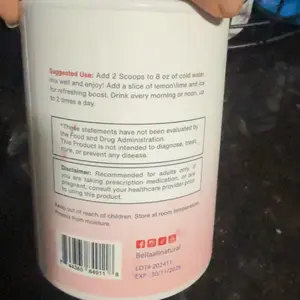 Suggested Use: Add 2 Scoops to 8 oz of cold water,
mix well and enjoy! Add a slice of lemon/lime and ice
for refreshing boost. Drink every morning or noon, up
to 2 times a day.
*These statements have not been evaluated by
the Food and Drug Administration.
This Product is not intended to diagnose, treat,
cure, or prevent any disease.
Disclaimer: Recommended for adults only, if
you are taking prescription medication, or are
pregnant, consult your healthcare provider prior
to using this product.
Keep out of reach of children. Store at room temperature.
Protect from moisture.
Bellaallnatural
EXP: 30/11/2026